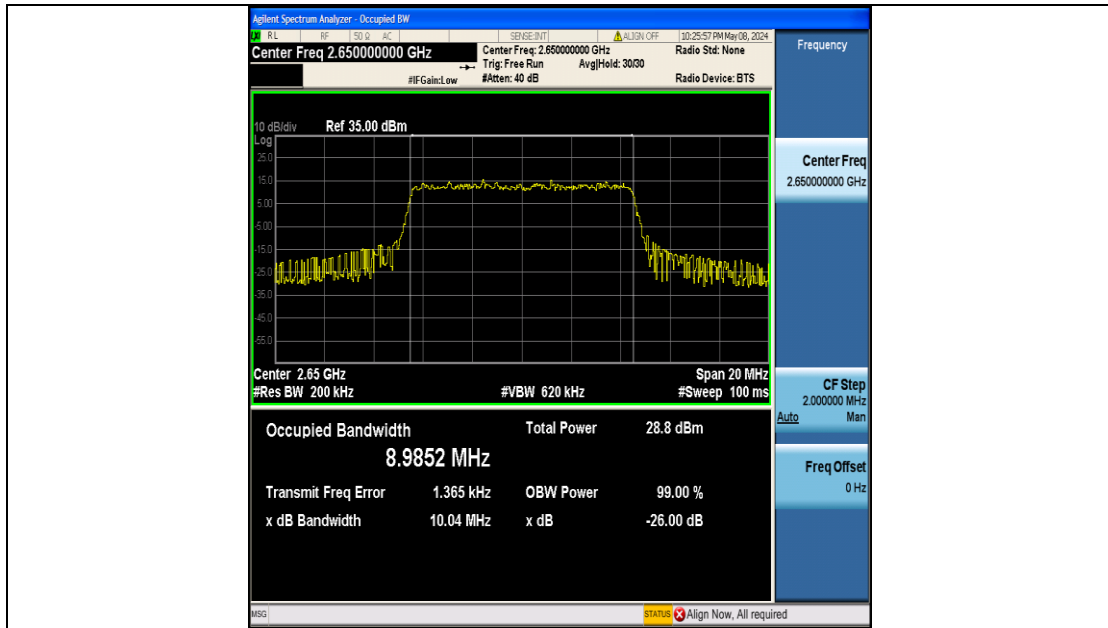 Agilent Spectrum Analyzer - Occupied BW
RL RF 50 Ω AC SENSE:INT ALIGN OFF 10:25:57 PM May 08, 2024
Center Freq 2.650000000 GHz
Center Freq: 2.650000000 GHz Radio Std: None
Trig: Free Run Avg|Hold: 30/30
#IFGain:Low #Atten: 40 dB Radio Device: BTS
10 dB/div Ref 35.00 dBm
Log
25.0
15.0
5.00
-5.00
-15.0
-25.0
-35.0
-45.0
-55.0
Center 2.65 GHz Span 20 MHz
#Res BW 200 kHz #VBW 620 kHz #Sweep 100 ms
Occupied Bandwidth Total Power 28.8 dBm
8.9852 MHz
Transmit Freq Error 1.365 kHz OBW Power 99.00 %
x dB Bandwidth 10.04 MHz x dB -26.00 dB
Frequency
Center Freq
2.650000000 GHz
CF Step
2.000000 MHz
Auto Man
Freq Offset
0 Hz
MSG STATUS Align Now, All required